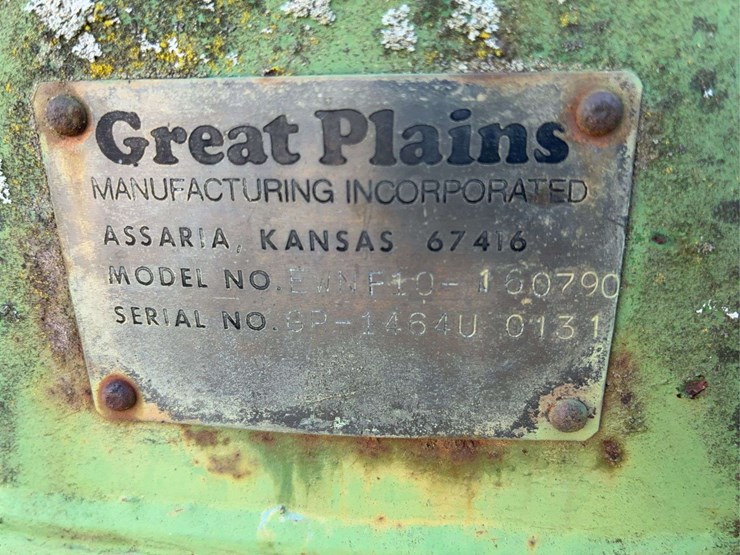 Great Plains
MANUFACTURING INCORPORATED
ASSARIA, KANSAS 67416
MODEL NO.
SERIAL NO. GP-1464U 0131